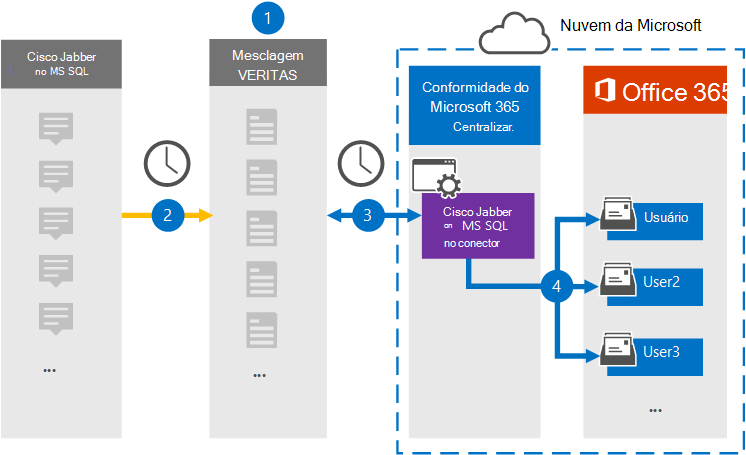 1
Nuvem da Microsoft
Cisco Jabber
no MS SQL
...
Mesclagem
VERITAS
...
2
3
Conformidade do
Microsoft 365
Centralizar.
Cisco Jabber
on MS SQL
no conector
4
Office 365
Usuário
User2
User3
...